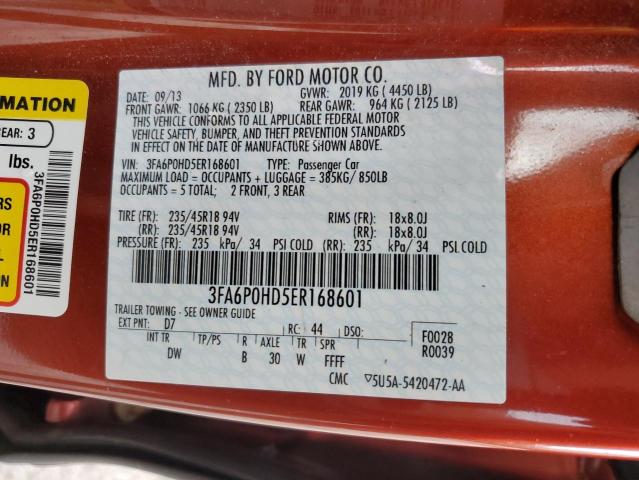 MFD. BY FORD MOTOR CO.
DATE: 09/13 GVWR: 2019 KG ( 4450 LB)
FRONT GAWR: 1066 KG ( 2350 LB) REAR GAWR: 964 KG ( 2125 LB)
THIS VEHICLE CONFORMS TO ALL APPLICABLE FEDERAL MOTOR
VEHICLE SAFETY, BUMPER, AND THEFT PREVENTION STANDARDS
IN EFFECT ON THE DATE OF MANUFACTURE SHOWN ABOVE.
VIN: 3FA6P0HD5ER168601 TYPE: Passenger Car
MAXIMUM LOAD = OCCUPANTS + LUGGAGE = 385KG/ 850LB
OCCUPANTS = 5 TOTAL; 2 FRONT, 3 REAR
TIRE (FR): 235/45R18 94V RIMS (FR): 18x8.0J
(RR): 235/45R18 94V (RR): 18x8.0J
PRESSURE (FR): 235 kPa/ 34 PSI COLD (RR): 235 kPa/ 34 PSI COLD
3FA6P0HD5ER168601
TRAILER TOWING - SEE OWNER GUIDE
EXT PNT: D7 RC: 44 DSO: F0028
R0039
INT TR TP/PS R AXLE TR SPR
DW B 30 W FFFF
CMC ▽5U5A-5420472-AA
RMATION
EAR: 3
lbs.
RS
OR
L
S
3FA6P0HD5ER168601